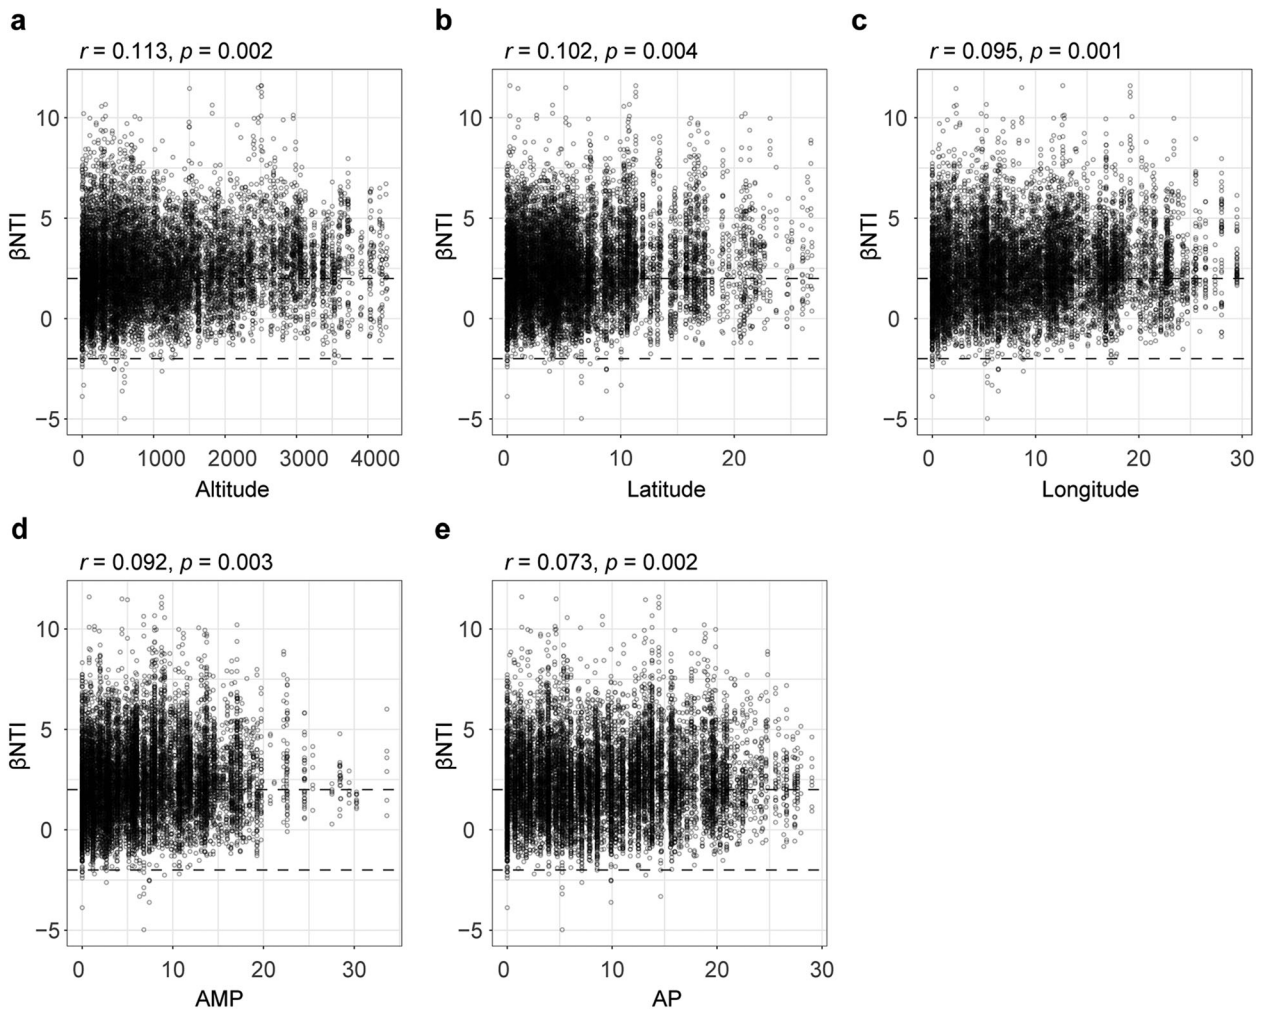 a
b
c
r = 0.113, p = 0.002
r = 0.102, p = 0.004
r = 0.095, p = 0.001
10
5
0
−5
βNTI
0 1000 2000 3000 4000
Altitude
10
5
0
−5
βNTI
0 10 20
Latitude
10
5
0
−5
βNTI
0 10 20 30
Longitude
d
e
r = 0.092, p = 0.003
r = 0.073, p = 0.002
10
5
0
−5
βNTI
0 10 20 30
AMP
10
5
0
−5
βNTI
0 10 20 30
AP